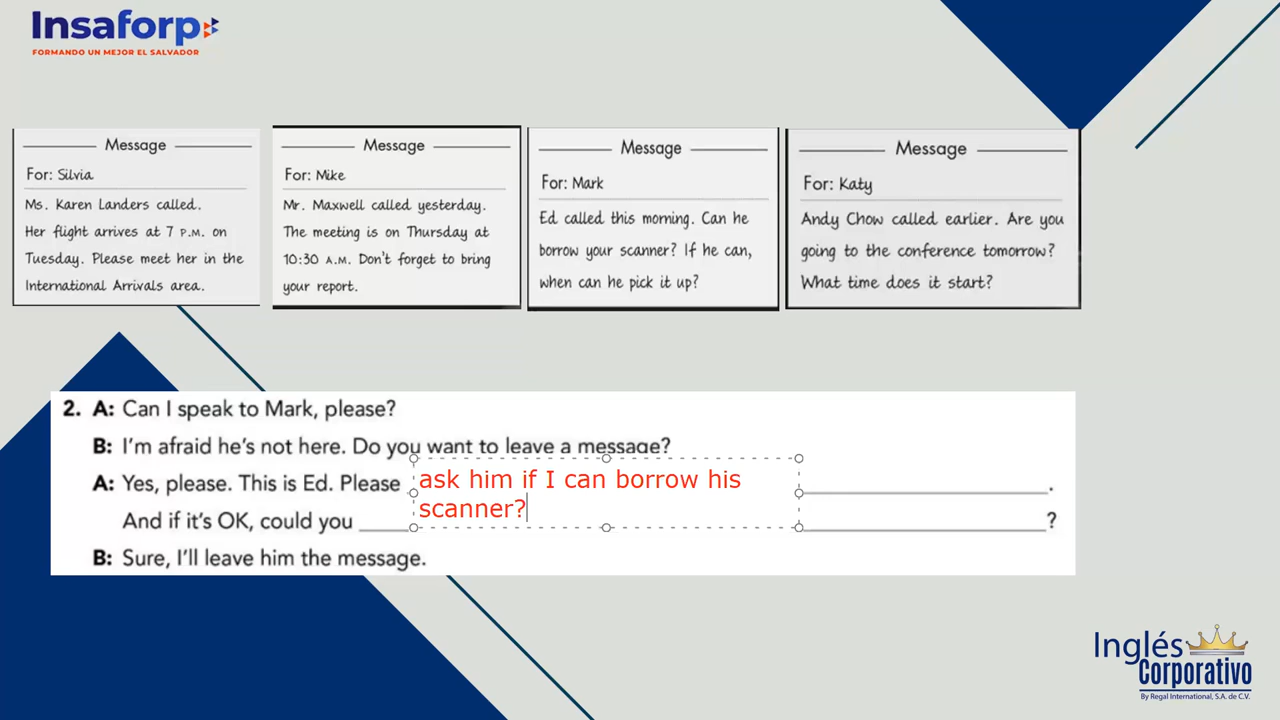 Insaforp
FORMANDO UN MEJOR EL SALVADOR
Message
For: Silvia
Ms. Karen Landers called.
Her flight arrives at 7 P.M. on
Tuesday. Please meet her in the
International Arrivals area.
Message
For: Mike
Mr. Maxwell called yesterday.
The meeting is on Thursday at
10:30 A.M. Don't forget to bring
your report.
Message
For: Mark
Ed called this morning. Can he
borrow your scanner? If he can,
when can he pick it up?
Message
For: Katy
Andy Chow called earlier. Are you
going to the conference tomorrow?
What time does it start?
2. A: Can I speak to Mark, please?
B: I'm afraid he's not here. Do you want to leave a message?
A: Yes, please. This is Ed. Please ask him if I can borrow his scanner? .
And if it's OK, could you ____ ?
B: Sure, I'll leave him the message.
Inglés
Corporativo
By Regal International, S.A. de C.V.